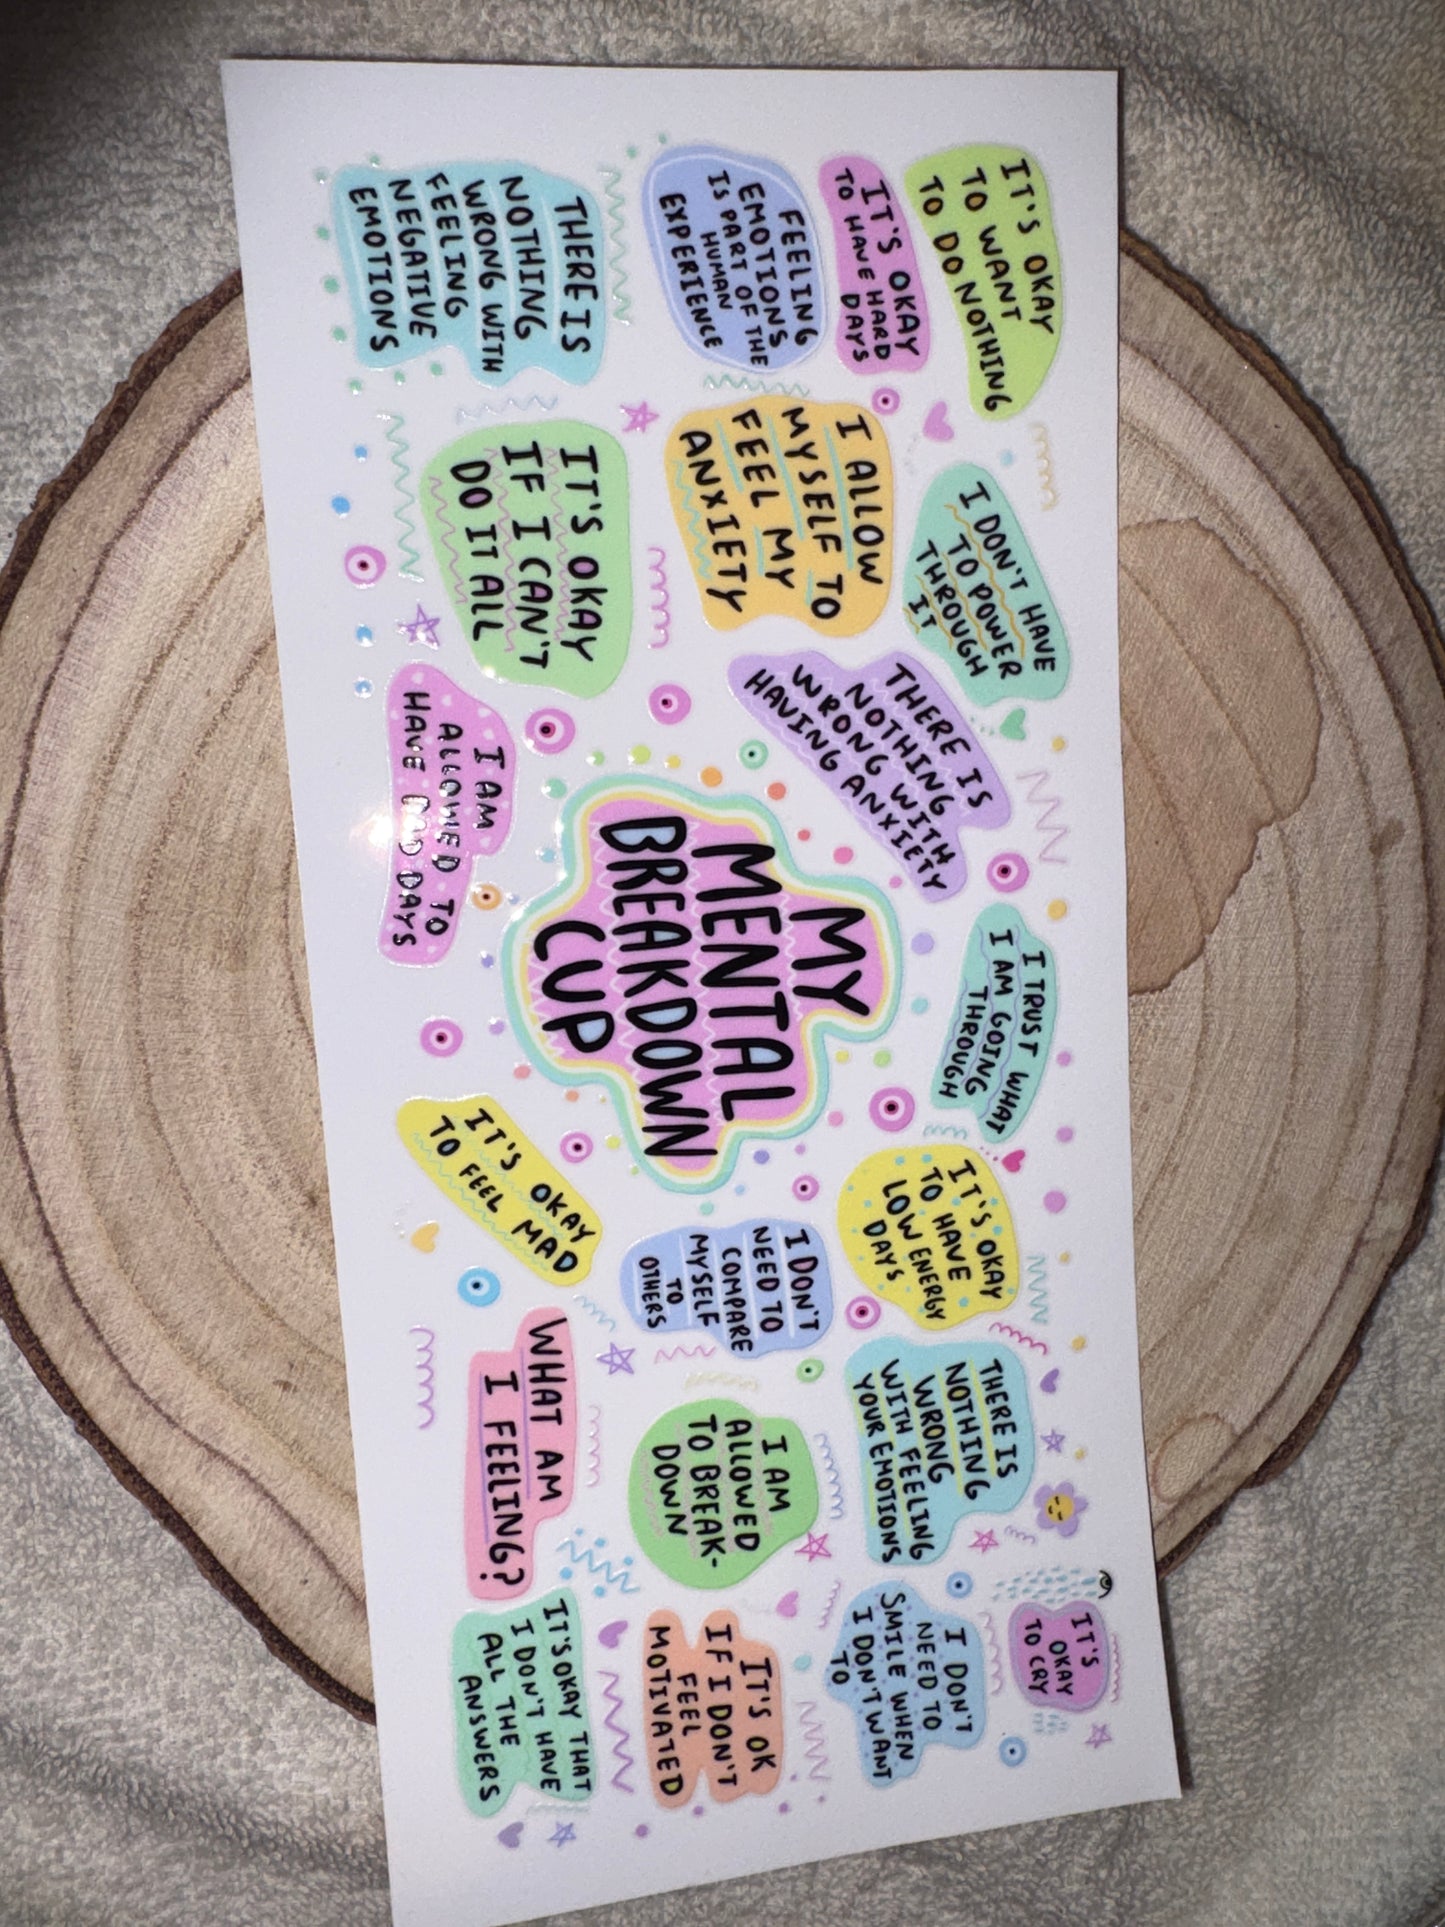 IT'S OKAY
TO WANT
TO DO NOTHING
IT'S OKAY
TO HAVE HARD
DAYS
FEELING
EMOTIONS
IS PART OF THE
HUMAN
EXPERIENCE
THERE IS
NOTHING
WRONG WITH
FEELING
NEGATIVE
EMOTIONS
I DON'T HAVE
TO POWER
THROUGH
IT
I ALLOW
MYSELF TO
FEEL MY
ANXIETY
IT'S OKAY
IF I CAN'T
DO IT ALL
THERE IS
NOTHING
WRONG WITH
HAVING ANXIETY
I AM
ALLOWED TO
HAVE BAD DAYS
I TRUST WHAT
I AM GOING
THROUGH
MY
MENTAL
BREAKDOWN
CUP
IT'S OKAY
TO HAVE
LOW ENERGY
DAYS
I DON'T
NEED TO
COMPARE
MYSELF
TO
OTHERS
IT'S OKAY
TO FEEL MAD
THERE IS
NOTHING
WRONG
WITH FEELING
YOUR EMOTIONS
I AM
ALLOWED
TO BREAK-
DOWN
WHAT AM
I FEELING?
IT'S
OKAY
TO CRY
I DON'T
NEED TO
SMILE WHEN
I DON'T WANT
TO
IT'S OK
IF I DON'T
FEEL
MOTIVATED
IT'S OKAY THAT
I DON'T HAVE
ALL THE
ANSWERS